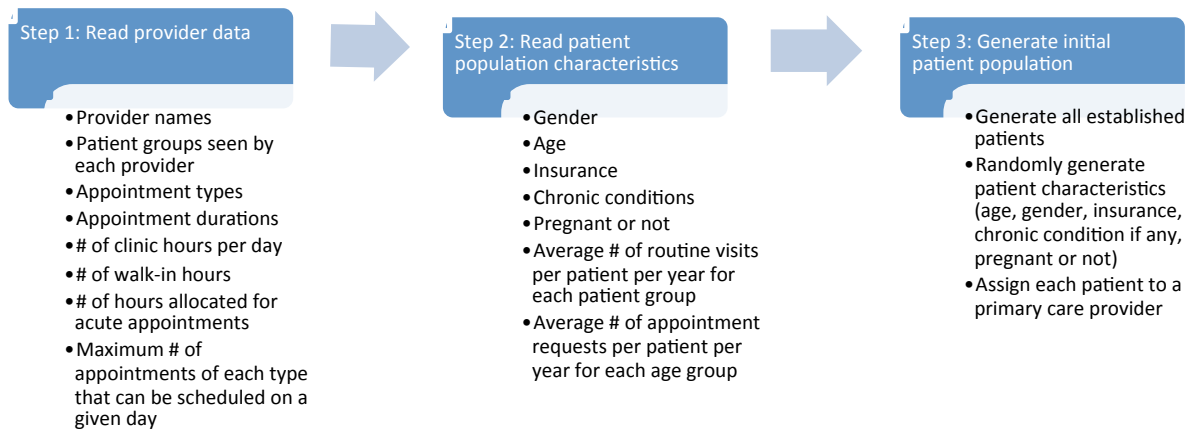 Step 1: Read provider data
•Provider names
•Patient groups seen by
each provider
•Appointment types
•Appointment durations
•# of clinic hours per day
•# of walk-in hours
•# of hours allocated for
acute appointments
•Maximum # of
appointments of each type
that can be scheduled on a
given day
Step 2: Read patient
population characteristics
•Gender
•Age
•Insurance
•Chronic conditions
•Pregnant or not
•Average # of routine visits
per patient per year for
each patient group
•Average # of appointment
requests per patient per
year for each age group
Step 3: Generate initial
patient population
•Generate all established
patients
•Randomly generate
patient characteristics
(age, gender, insurance,
chronic condition if any,
pregnant or not)
•Assign each patient to a
primary care provider